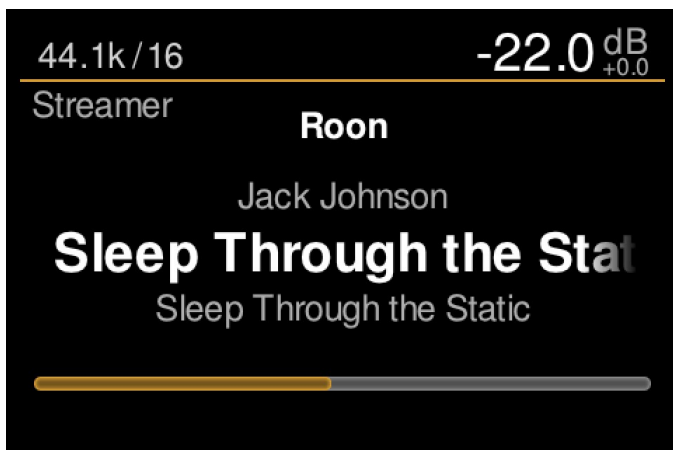 44.1k/16
-22.0 dB
+0.0
Streamer
Roon
Jack Johnson
Sleep Through the Stat
Sleep Through the Static